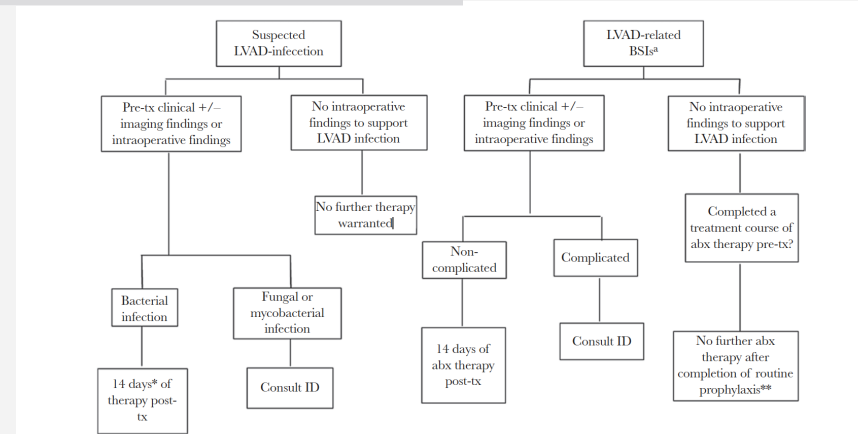 Suspected
LVAD-infecetion
LVAD-related
BSIsª
Pre-tx clinical +/–
imaging findings or
intraoperative findings
No intraoperative
findings to support
LVAD infection
Pre-tx clinical +/–
imaging findings or
intraoperative findings
No intraoperative
findings to support
LVAD infection
No further therapy
warranted
Completed a
treatment course of
abx therapy pre-tx?
Non-
complicated
Complicated
Bacterial
infection
Fungal or
mycobacterial
infection
14 days of
abx therapy
post-tx
Consult ID
No further abx
therapy after
completion of routine
prophylaxis**
14 days* of
therapy post-
tx
Consult ID